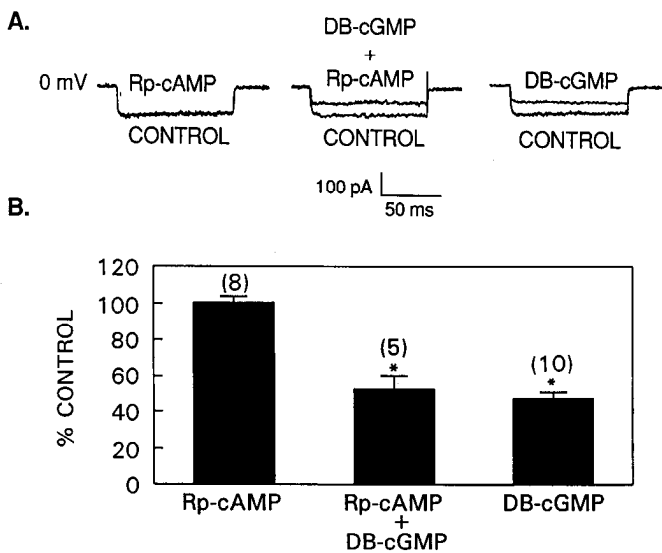 A.
DB-cGMP
+
0 mV Rp-cAMP Rp-cAMP DB-cGMP
CONTROL CONTROL CONTROL
100 pA
50 ms
B.
% CONTROL
120
100
80
60
40
20
0
(8)
(5)
*
(10)
*
Rp-cAMP Rp-cAMP DB-cGMP
+
DB-cGMP